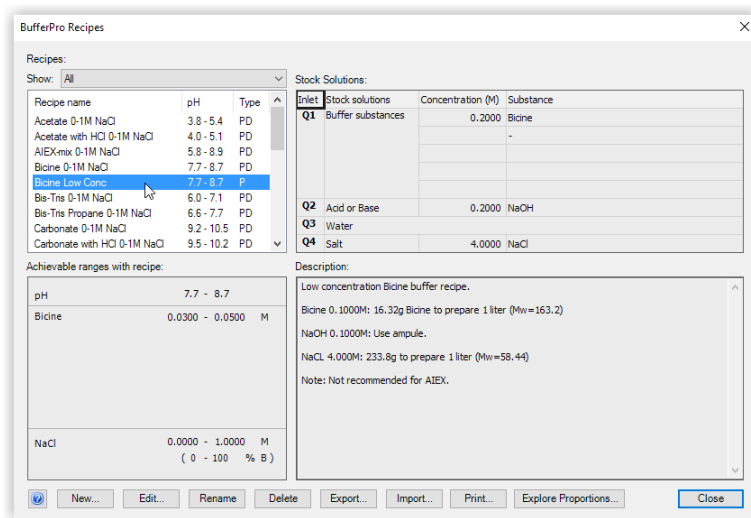 BufferPro Recipes
Recipes:
Show: All
Recipe name pH Type
Acetate 0-1M NaCl 3.8 - 5.4 PD
Acetate with HCl 0-1M NaCl 4.0 - 5.1 PD
AIEX-mix 0-1M NaCl 5.8 - 8.9 PD
Bicine 0-1M NaCl 7.7 - 8.7 PD
Bicine Low Conc 7.7 - 8.7 P
Bis-Tris 0-1M NaCl 6.0 - 7.1 PD
Bis-Tris Propane 0-1M NaCl 6.6 - 7.7 PD
Carbonate 0-1M NaCl 9.2 - 10.5 PD
Carbonate with HCl 0-1M NaCl 9.5 - 10.2 PD
Stock Solutions:
Inlet Stock solutions Concentration (M) Substance
Q1 Buffer substances 0.2000 Bicine
-
Q2 Acid or Base 0.2000 NaOH
Q3 Water
Q4 Salt 4.0000 NaCl
Achievable ranges with recipe:
pH 7.7 - 8.7
Bicine 0.0300 - 0.0500 M
NaCl 0.0000 - 1.0000 M
( 0 - 100 % B )
Description:
Low concentration Bicine buffer recipe.
Bicine 0.1000M: 16.32g Bicine to prepare 1 liter (Mw=163.2)
NaOH 0.1000M: Use ampule.
NaCL 4.000M: 233.8g to prepare 1 liter (Mw=58.44)
Note: Not recommended for AIEX.
? New... Edit... Rename Delete Export... Import... Print... Explore Proportions... Close